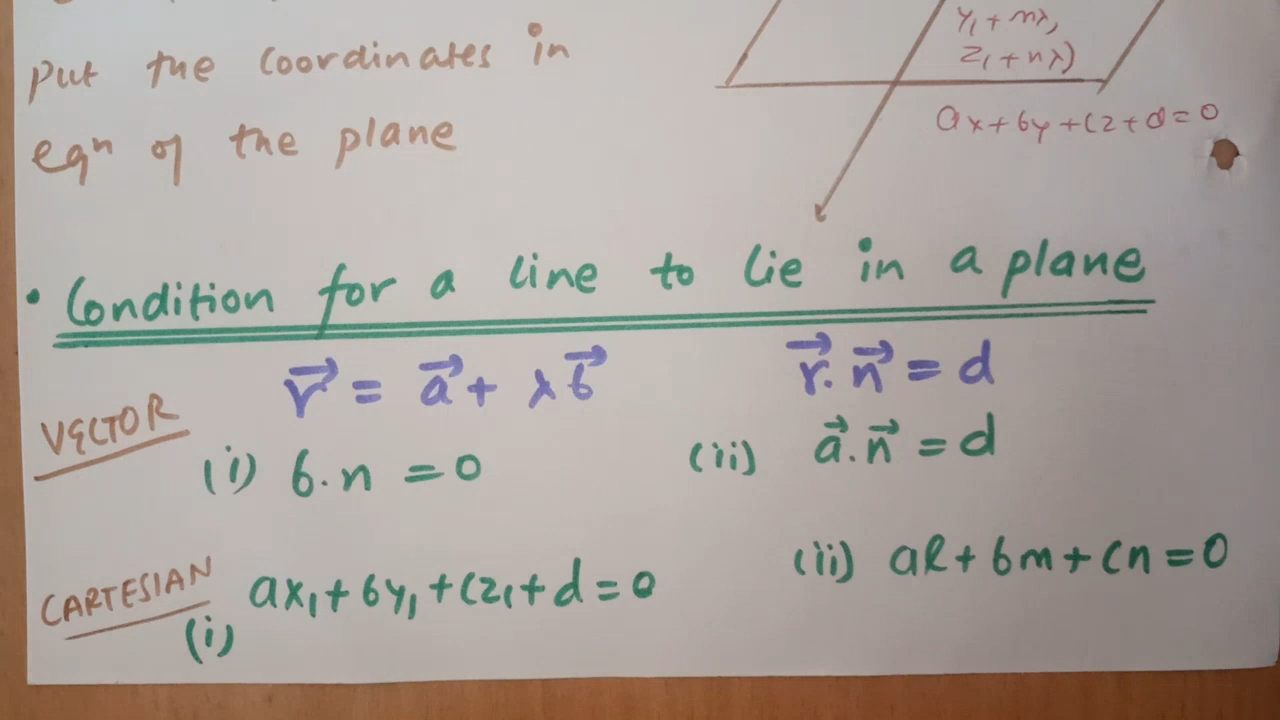 put the coordinates in
eqn of the plane
y₁ + mλ,
z₁ + nλ)
ax + by + cz + d = 0
• Condition for a line to lie in a plane
VECTOR
r⃗ = a⃗ + λb⃗
r⃗.n⃗ = d
(i) b.n = 0
(ii) a⃗.n⃗ = d
CARTESIAN
(i) ax₁ + by₁ + cz₁ + d = 0
(ii) al + bm + cn = 0